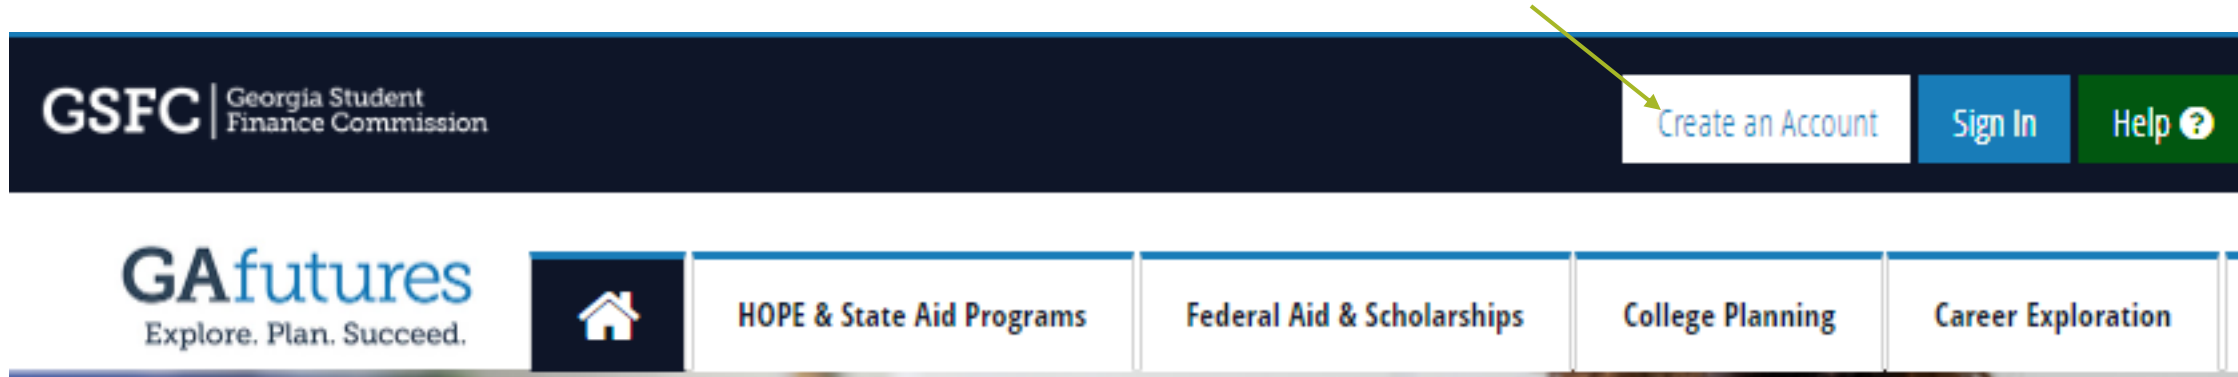 GSFC
Georgia Student
Finance Commission
Create an Account
Sign In
Help ?
GAfutures
Explore. Plan. Succeed.
HOPE & State Aid Programs
Federal Aid & Scholarships
College Planning
Career Exploration